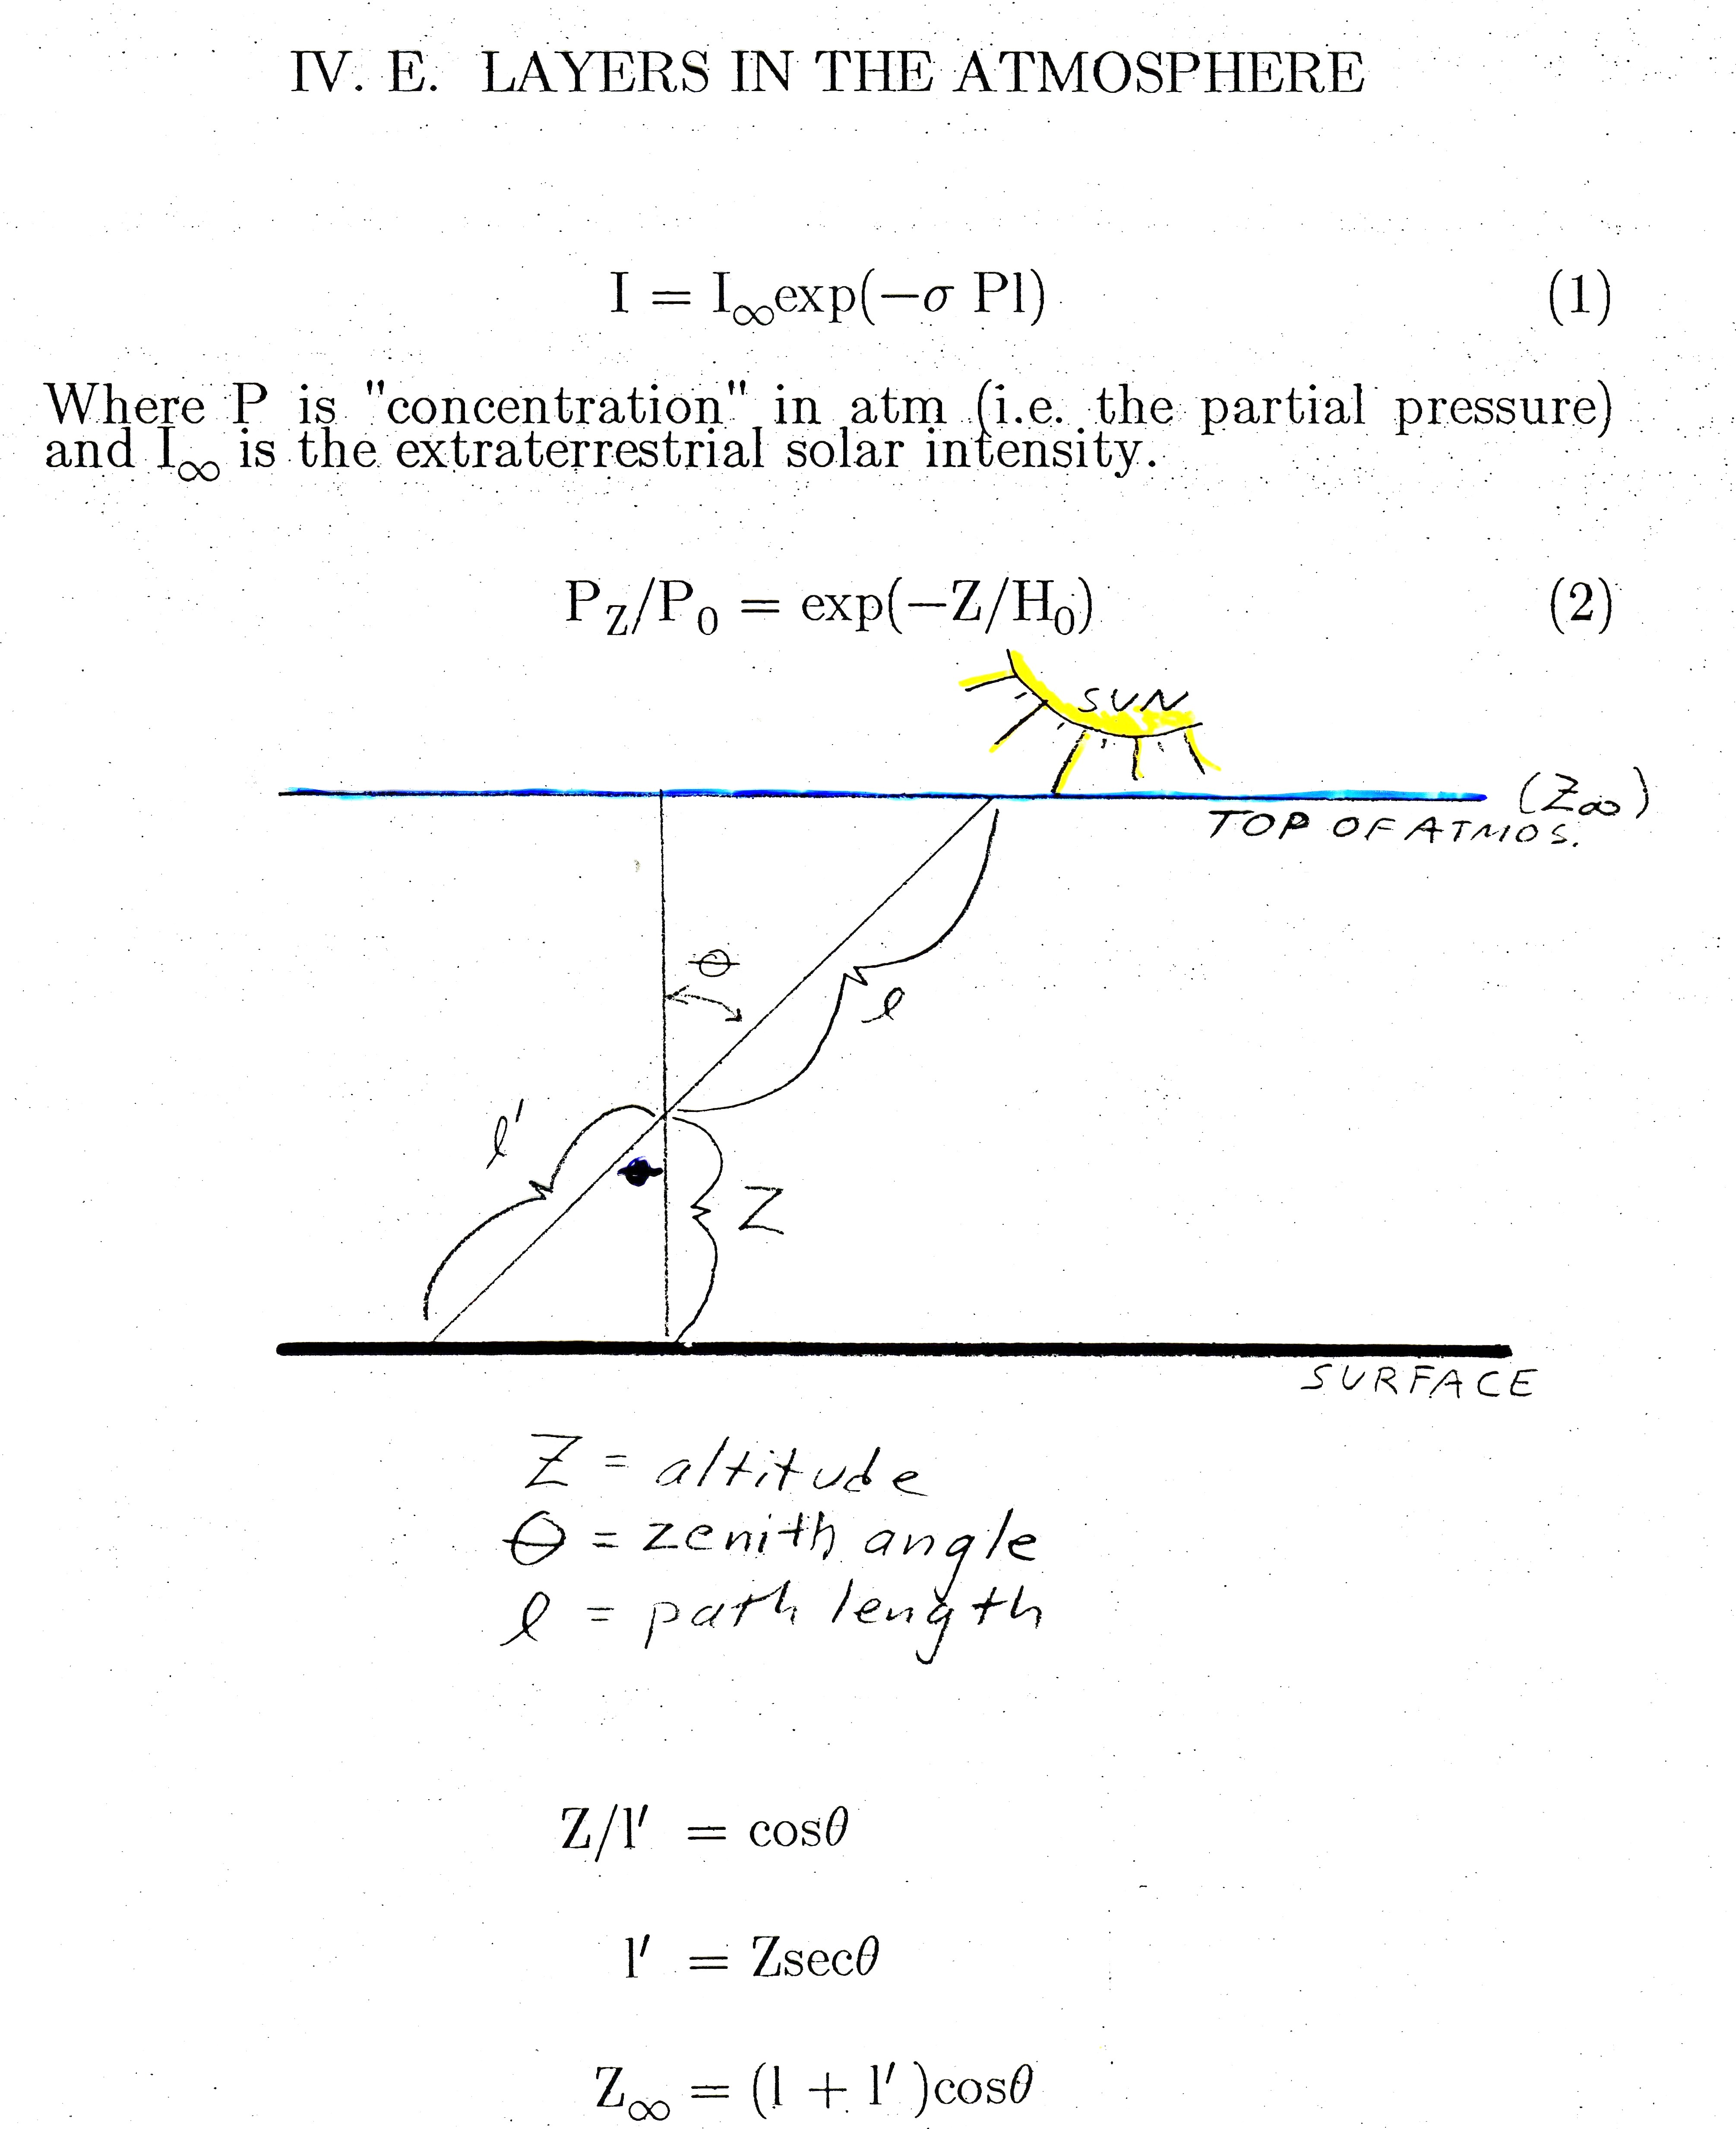 IV. E. LAYERS IN THE ATMOSPHERE
I = I∞exp(−σ Pl) (1)
Where P is "concentration" in atm (i.e. the partial pressure)
and I∞ is the extraterrestrial solar intensity.
P_Z/P_0 = exp(−Z/H_0) (2)
SUN
(Z∞)
TOP OF ATMOS.
θ
l
l'
Z
SURFACE
Z = altitude
θ = zenith angle
l = path length
Z/l′ = cosθ
l′ = Zsecθ
Z∞ = (l + l′ )cosθ